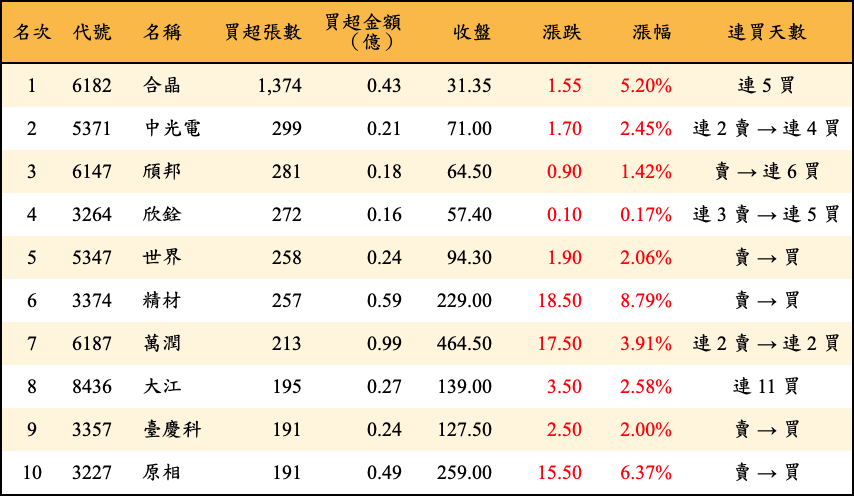 名次 代號 名稱 買超張數 買超金額（億） 收盤 漲跌 漲幅 連買天數
1 6182 合晶 1,374 0.43 31.35 1.55 5.20% 連 5 買
2 5371 中光電 299 0.21 71.00 1.70 2.45% 連 2 賣 → 連 4 買
3 6147 頎邦 281 0.18 64.50 0.90 1.42% 賣 → 連 6 買
4 3264 欣銓 272 0.16 57.40 0.10 0.17% 連 3 賣 → 連 5 買
5 5347 世界 258 0.24 94.30 1.90 2.06% 賣 → 買
6 3374 精材 257 0.59 229.00 18.50 8.79% 賣 → 買
7 6187 萬潤 213 0.99 464.50 17.50 3.91% 連 2 賣 → 連 2 買
8 8436 大江 195 0.27 139.00 3.50 2.58% 連 11 買
9 3357 臺慶科 191 0.24 127.50 2.50 2.00% 賣 → 買
10 3227 原相 191 0.49 259.00 15.50 6.37% 賣 → 買